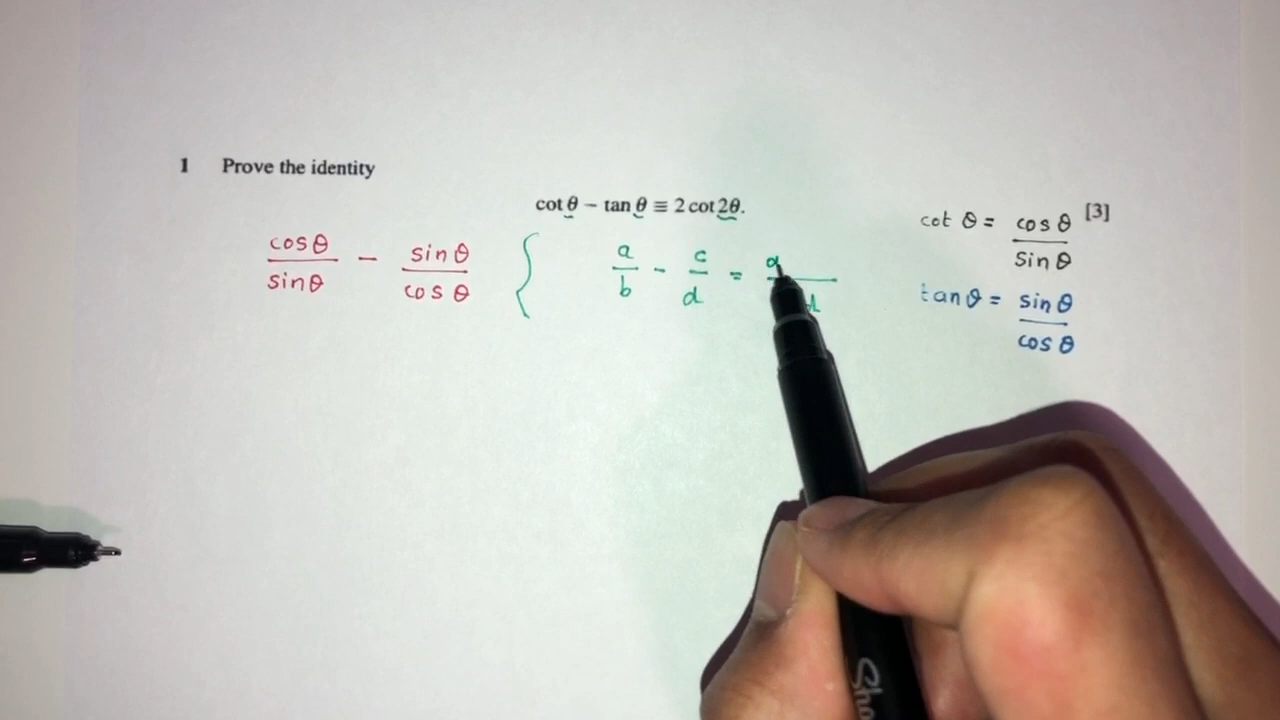 1 Prove the identity
cot θ − tan θ ≡ 2 cot 2θ.
[3]
cos θ / sin θ − sin θ / cos θ
a / b - c / d = a / d
cot θ = cos θ / sin θ
tan θ = sin θ / cos θ
Sha